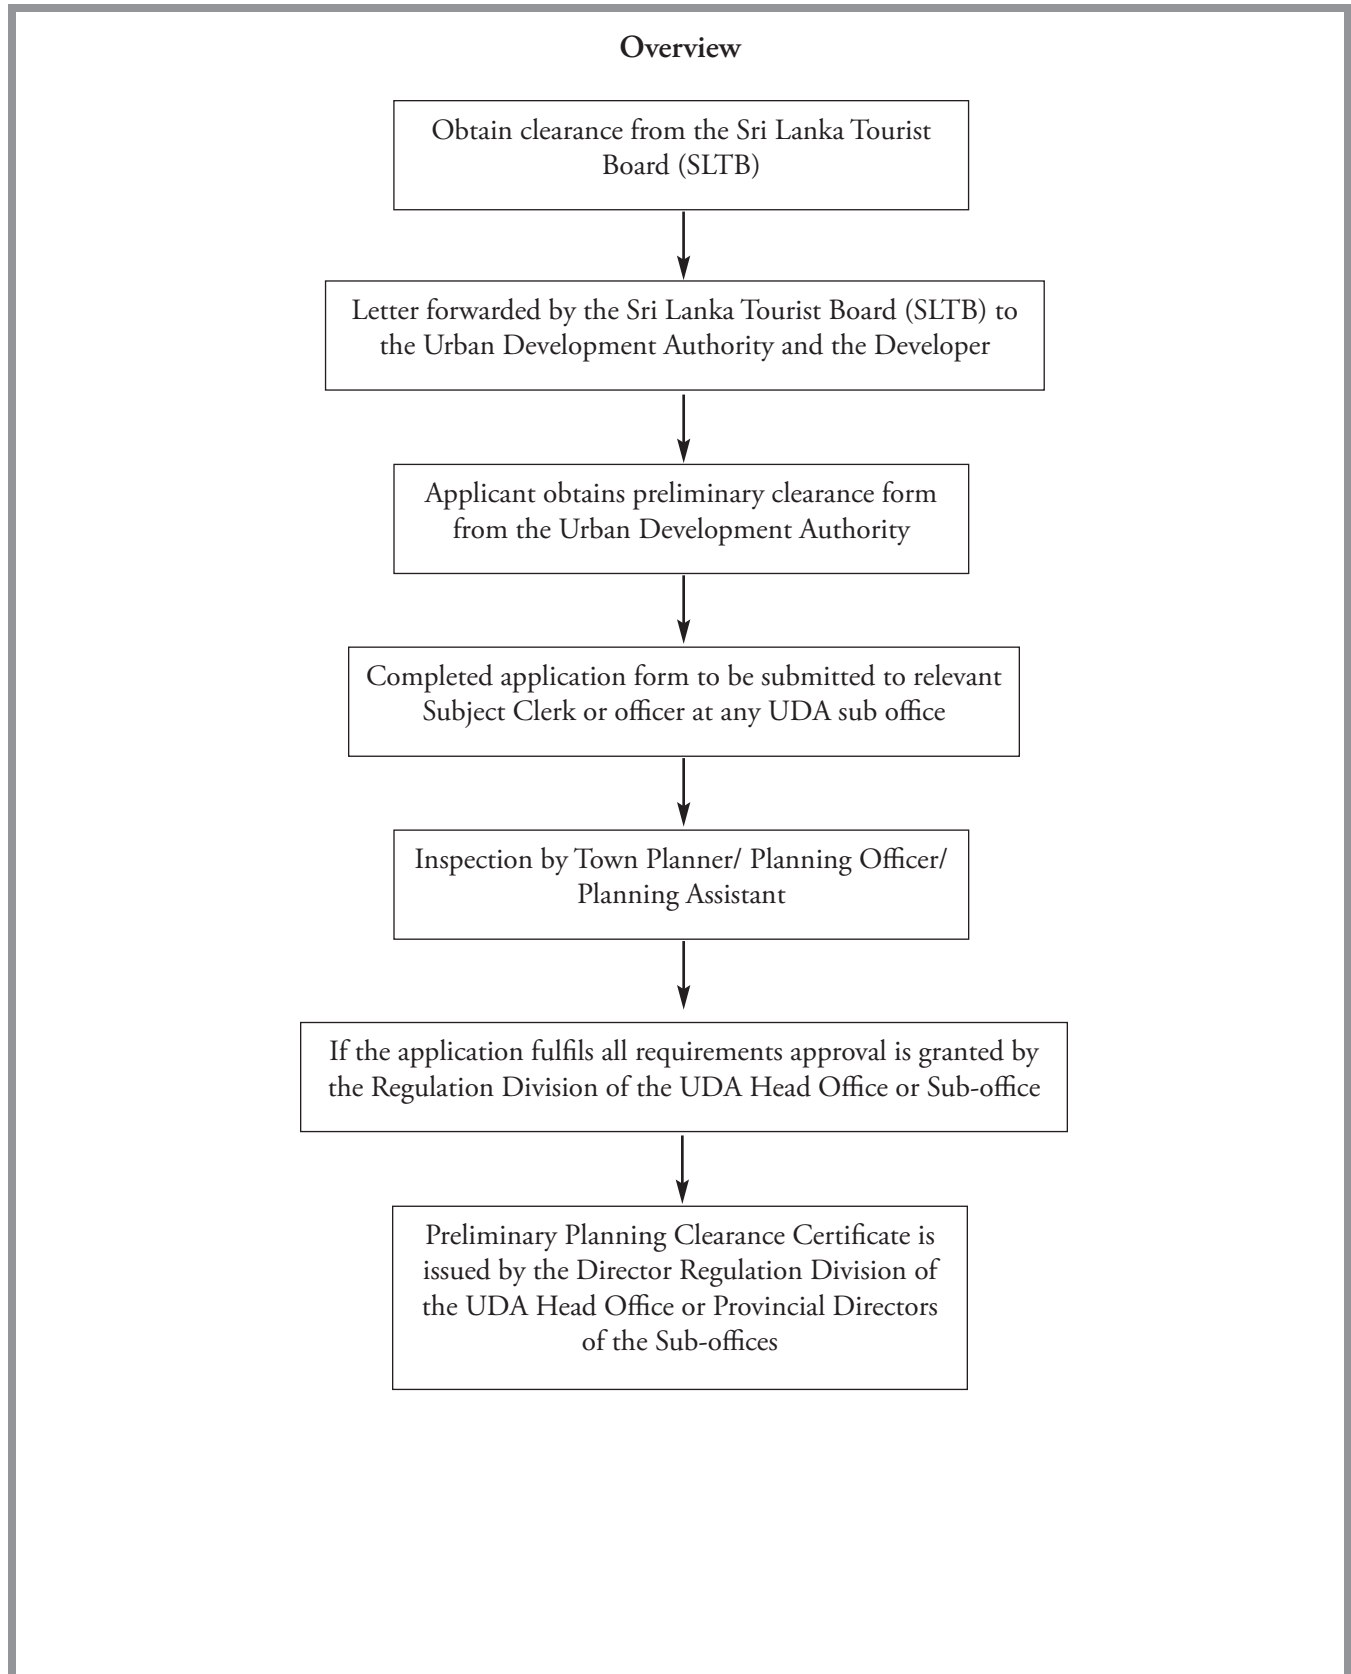 Overview
Obtain clearance from the Sri Lanka Tourist
Board (SLTB)
Letter forwarded by the Sri Lanka Tourist Board (SLTB) to
the Urban Development Authority and the Developer
Applicant obtains preliminary clearance form
from the Urban Development Authority
Completed application form to be submitted to relevant
Subject Clerk or officer at any UDA sub office
Inspection by Town Planner/ Planning Officer/
Planning Assistant
If the application fulfils all requirements approval is granted by
the Regulation Division of the UDA Head Office or Sub-office
Preliminary Planning Clearance Certificate is
issued by the Director Regulation Division of
the UDA Head Office or Provincial Directors
of the Sub-offices